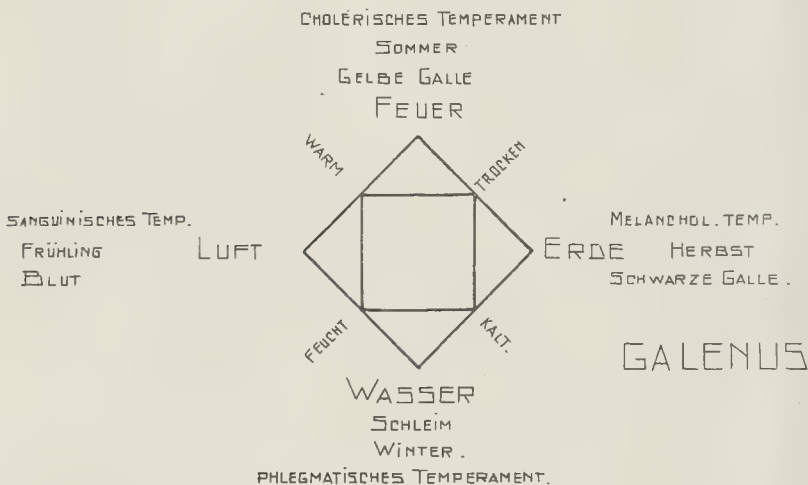 CHOLERISCHES TEMPERAMENT
SOMMER
GELBE GALLE
FEUER
WARM
TROCKEN
SANGUINISCHES TEMP.
FRÜHLING
BLUT
LUFT
ERDE
MELANCHOL. TEMP.
HERBST
SCHWARZE GALLE.
FEUCHT
KALT.
GALENUS
WASSER
SCHLEIM
WINTER.
PHLEGMATISCHES TEMPERAMENT.